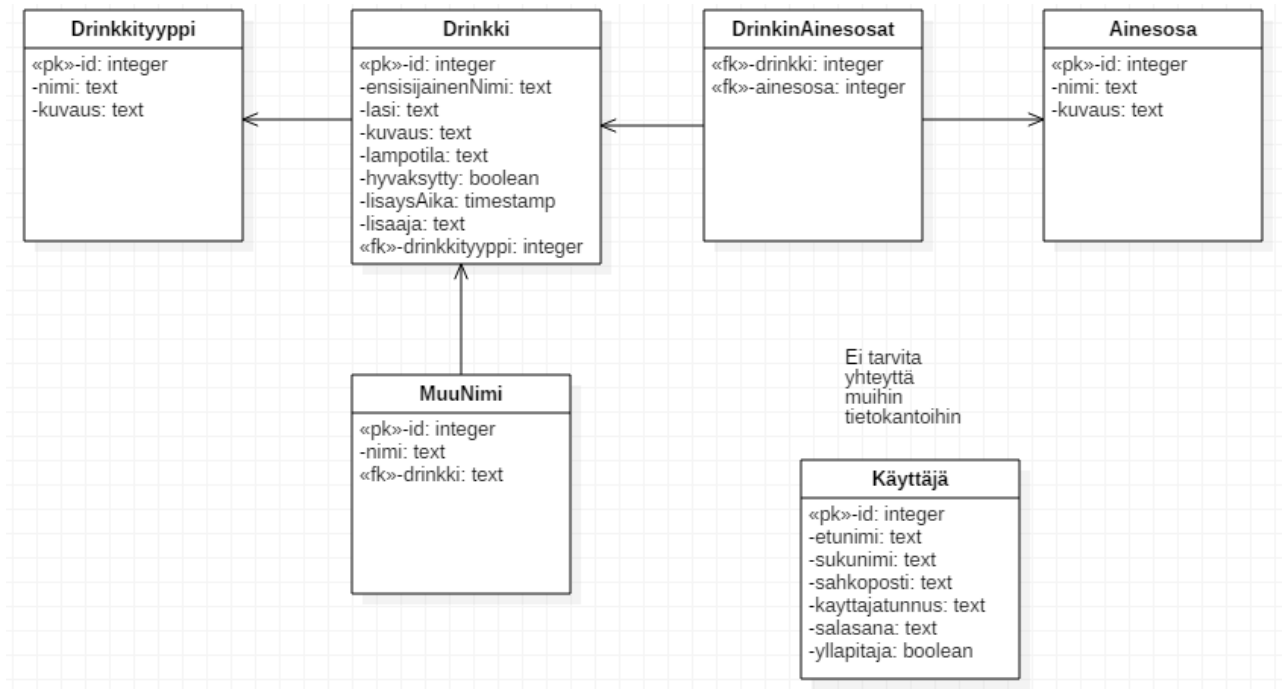 Drinkkityyppi
«pk»-id: integer
-nimi: text
-kuvaus: text
Drinkki
«pk»-id: integer
-ensisijainenNimi: text
-lasi: text
-kuvaus: text
-lampotila: text
-hyvaksytty: boolean
-lisaysAika: timestamp
-lisaaja: text
«fk»-drinkkityyppi: integer
DrinkinAinesosat
«fk»-drinkki: integer
«fk»-ainesosa: integer
Ainesosa
«pk»-id: integer
-nimi: text
-kuvaus: text
MuuNimi
«pk»-id: integer
-nimi: text
«fk»-drinkki: text
Ei tarvita
yhteyttä
muihin
tietokantoihin
Käyttäjä
«pk»-id: integer
-etunimi: text
-sukunimi: text
-sahkoposti: text
-kayttajatunnus: text
-salasana: text
-yllapitaja: boolean